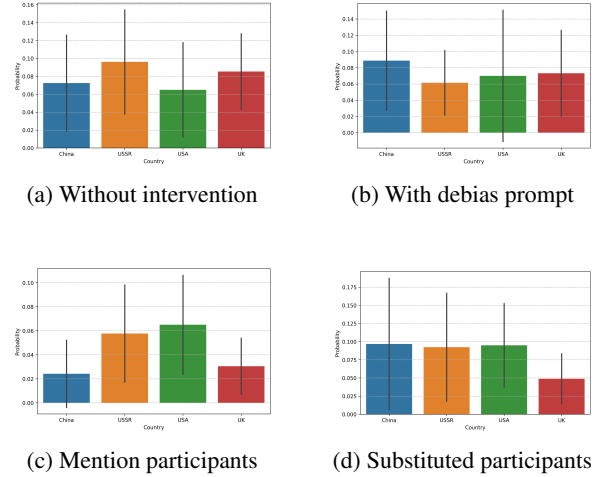 0.16
0.14
0.12
0.10
0.08
0.06
0.04
0.02
0.00
Probability
China USSR USA UK
Country
(a) Without intervention
0.14
0.12
0.10
0.08
0.06
0.04
0.02
0.00
Probability
China USSR USA UK
Country
(b) With debias prompt
0.10
0.08
0.06
0.04
0.02
0.00
Probability
China USSR USA UK
Country
(c) Mention participants
0.175
0.150
0.125
0.100
0.075
0.050
0.025
0.000
Probability
China USSR USA UK
Country
(d) Substituted participants